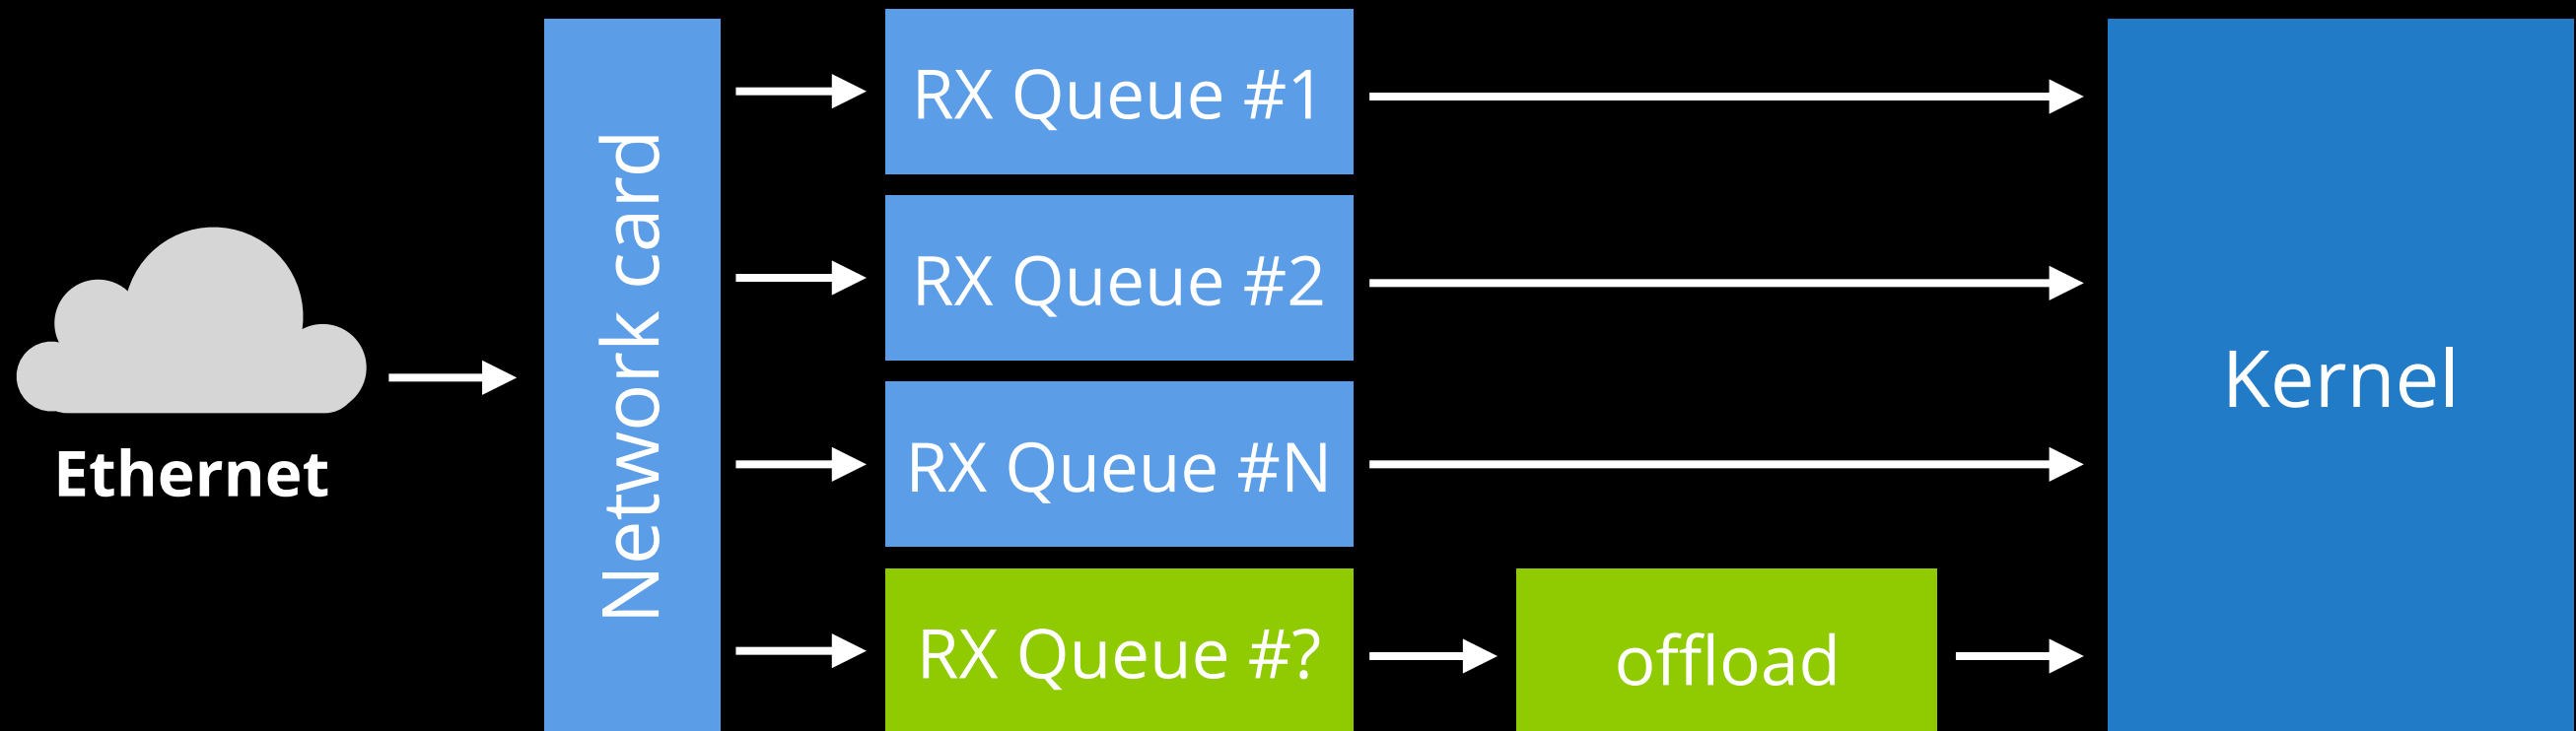 Ethernet
Network card
RX Queue #1
RX Queue #2
RX Queue #N
RX Queue #?
offload
Kernel